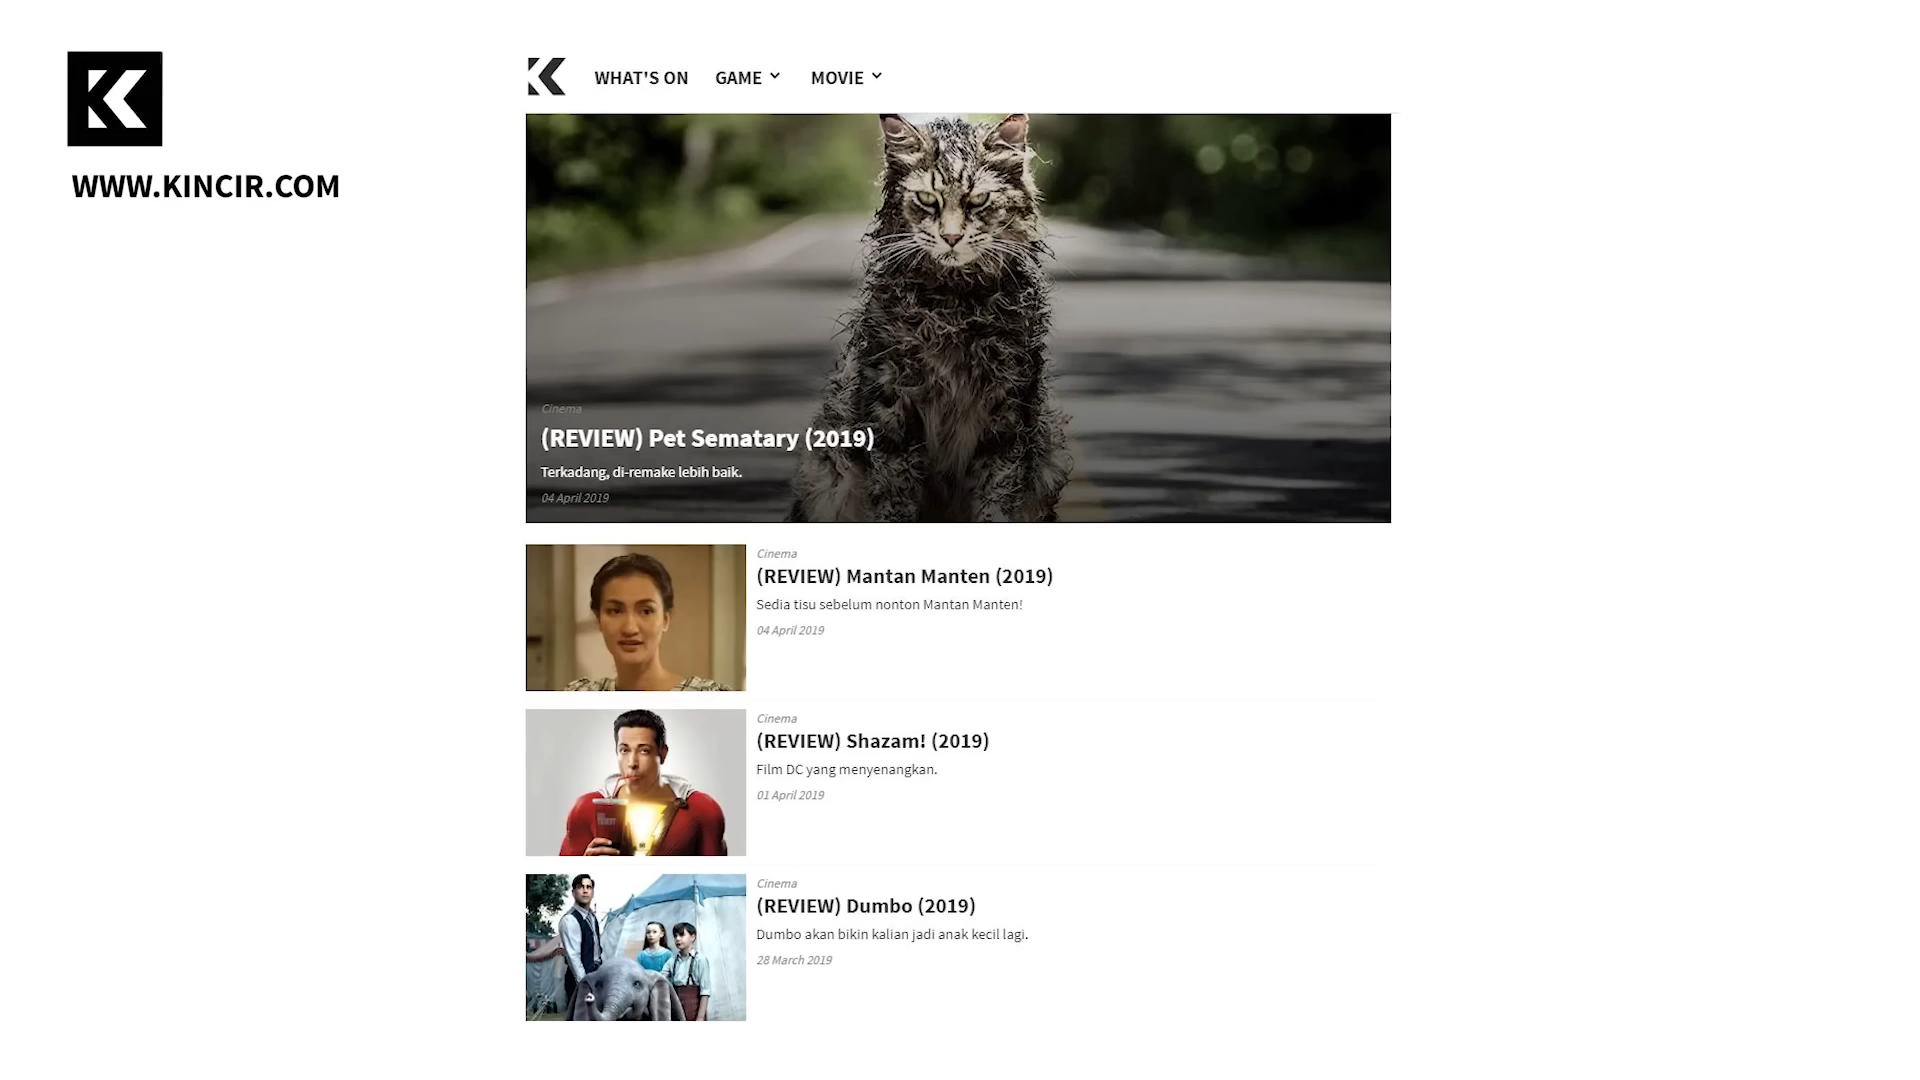 WWW.KINCIR.COM
WHAT'S ON GAME MOVIE
Cinema
(REVIEW) Pet Sematary (2019)
Terkadang, di-remake lebih baik.
04 April 2019
Cinema
(REVIEW) Mantan Manten (2019)
Sedia tisu sebelum nonton Mantan Manten!
04 April 2019
Cinema
(REVIEW) Shazam! (2019)
Film DC yang menyenangkan.
01 April 2019
Cinema
(REVIEW) Dumbo (2019)
Dumbo akan bikin kalian jadi anak kecil lagi.
28 March 2019